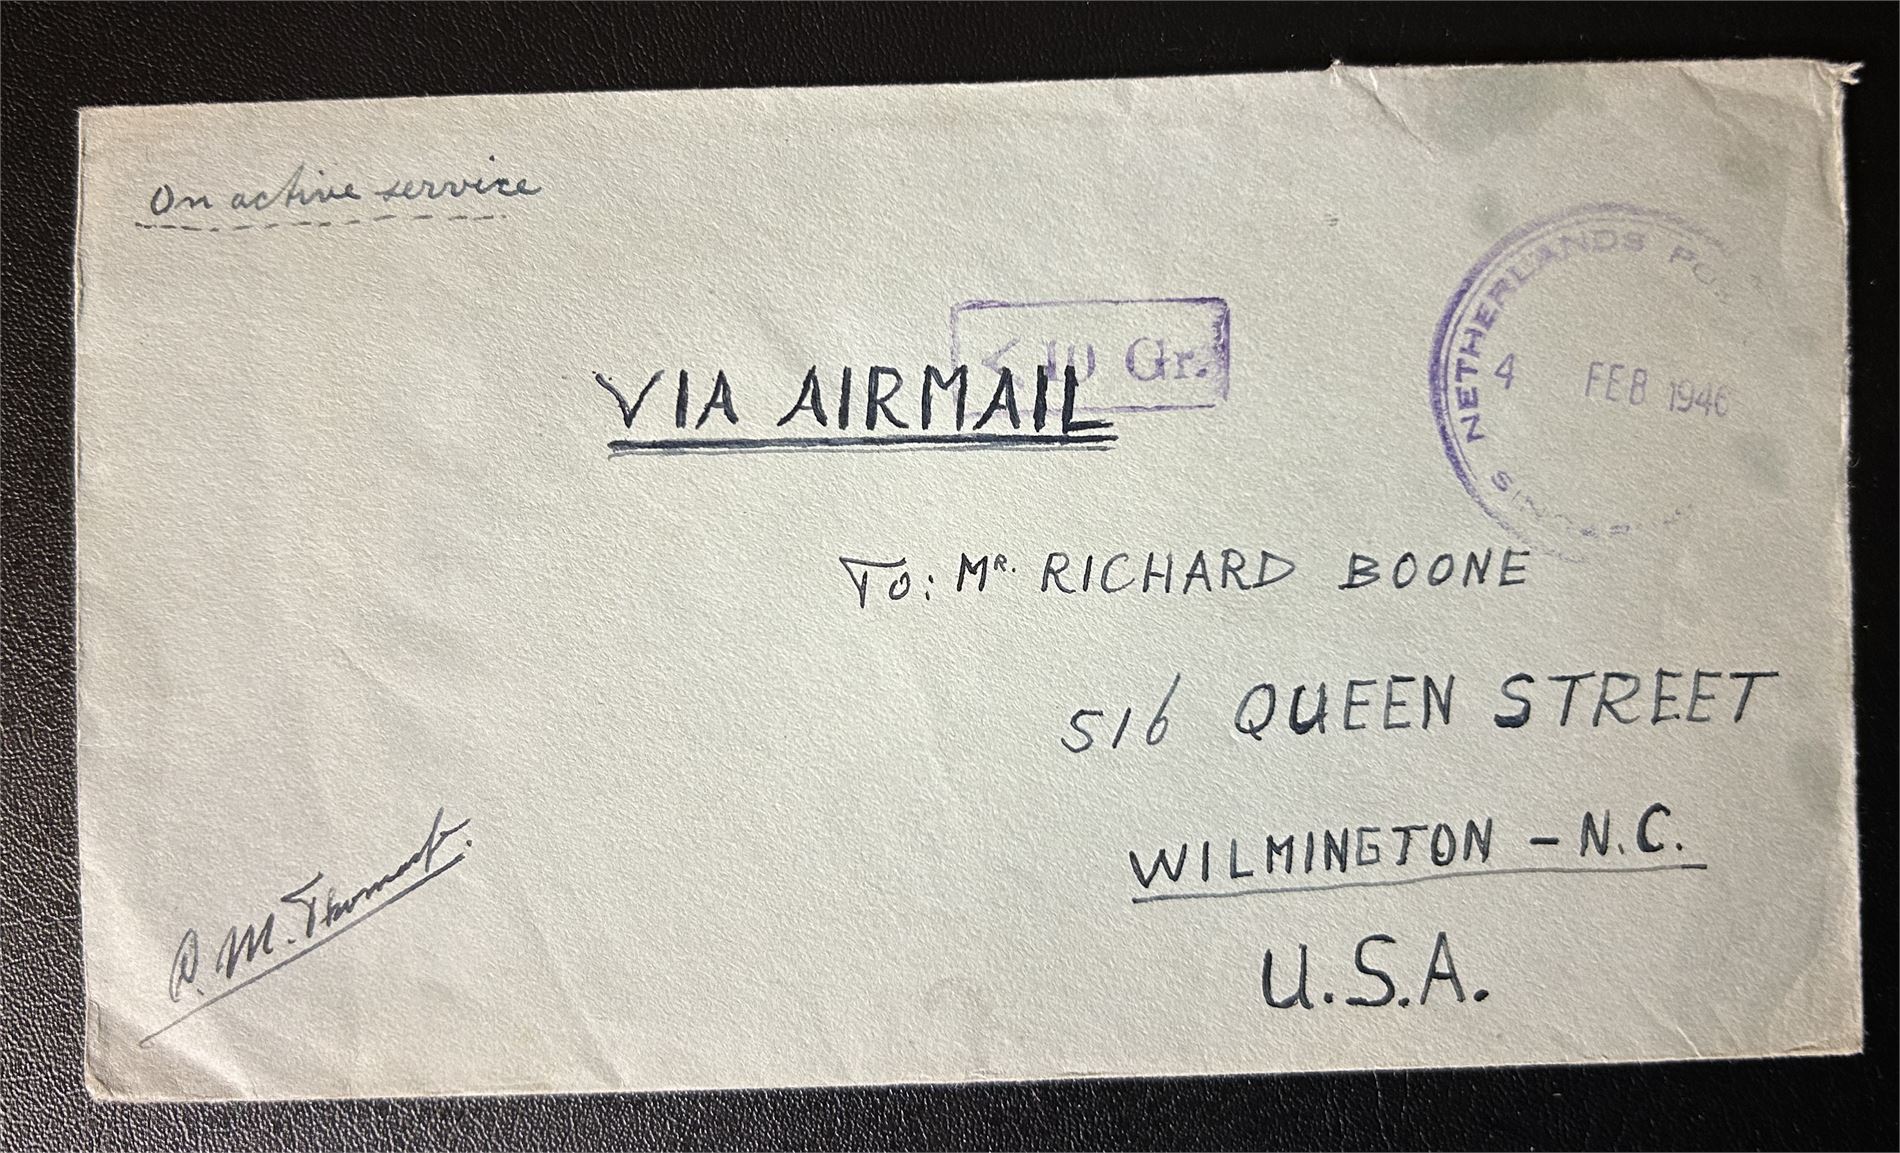 On active service
< 10 Gr.
VIA AIRMAIL
NETHERLANDS
4 FEB 1946
To: MR. RICHARD BOONE
516 QUEEN STREET
WILMINGTON - N.C.
U.S.A.
M.